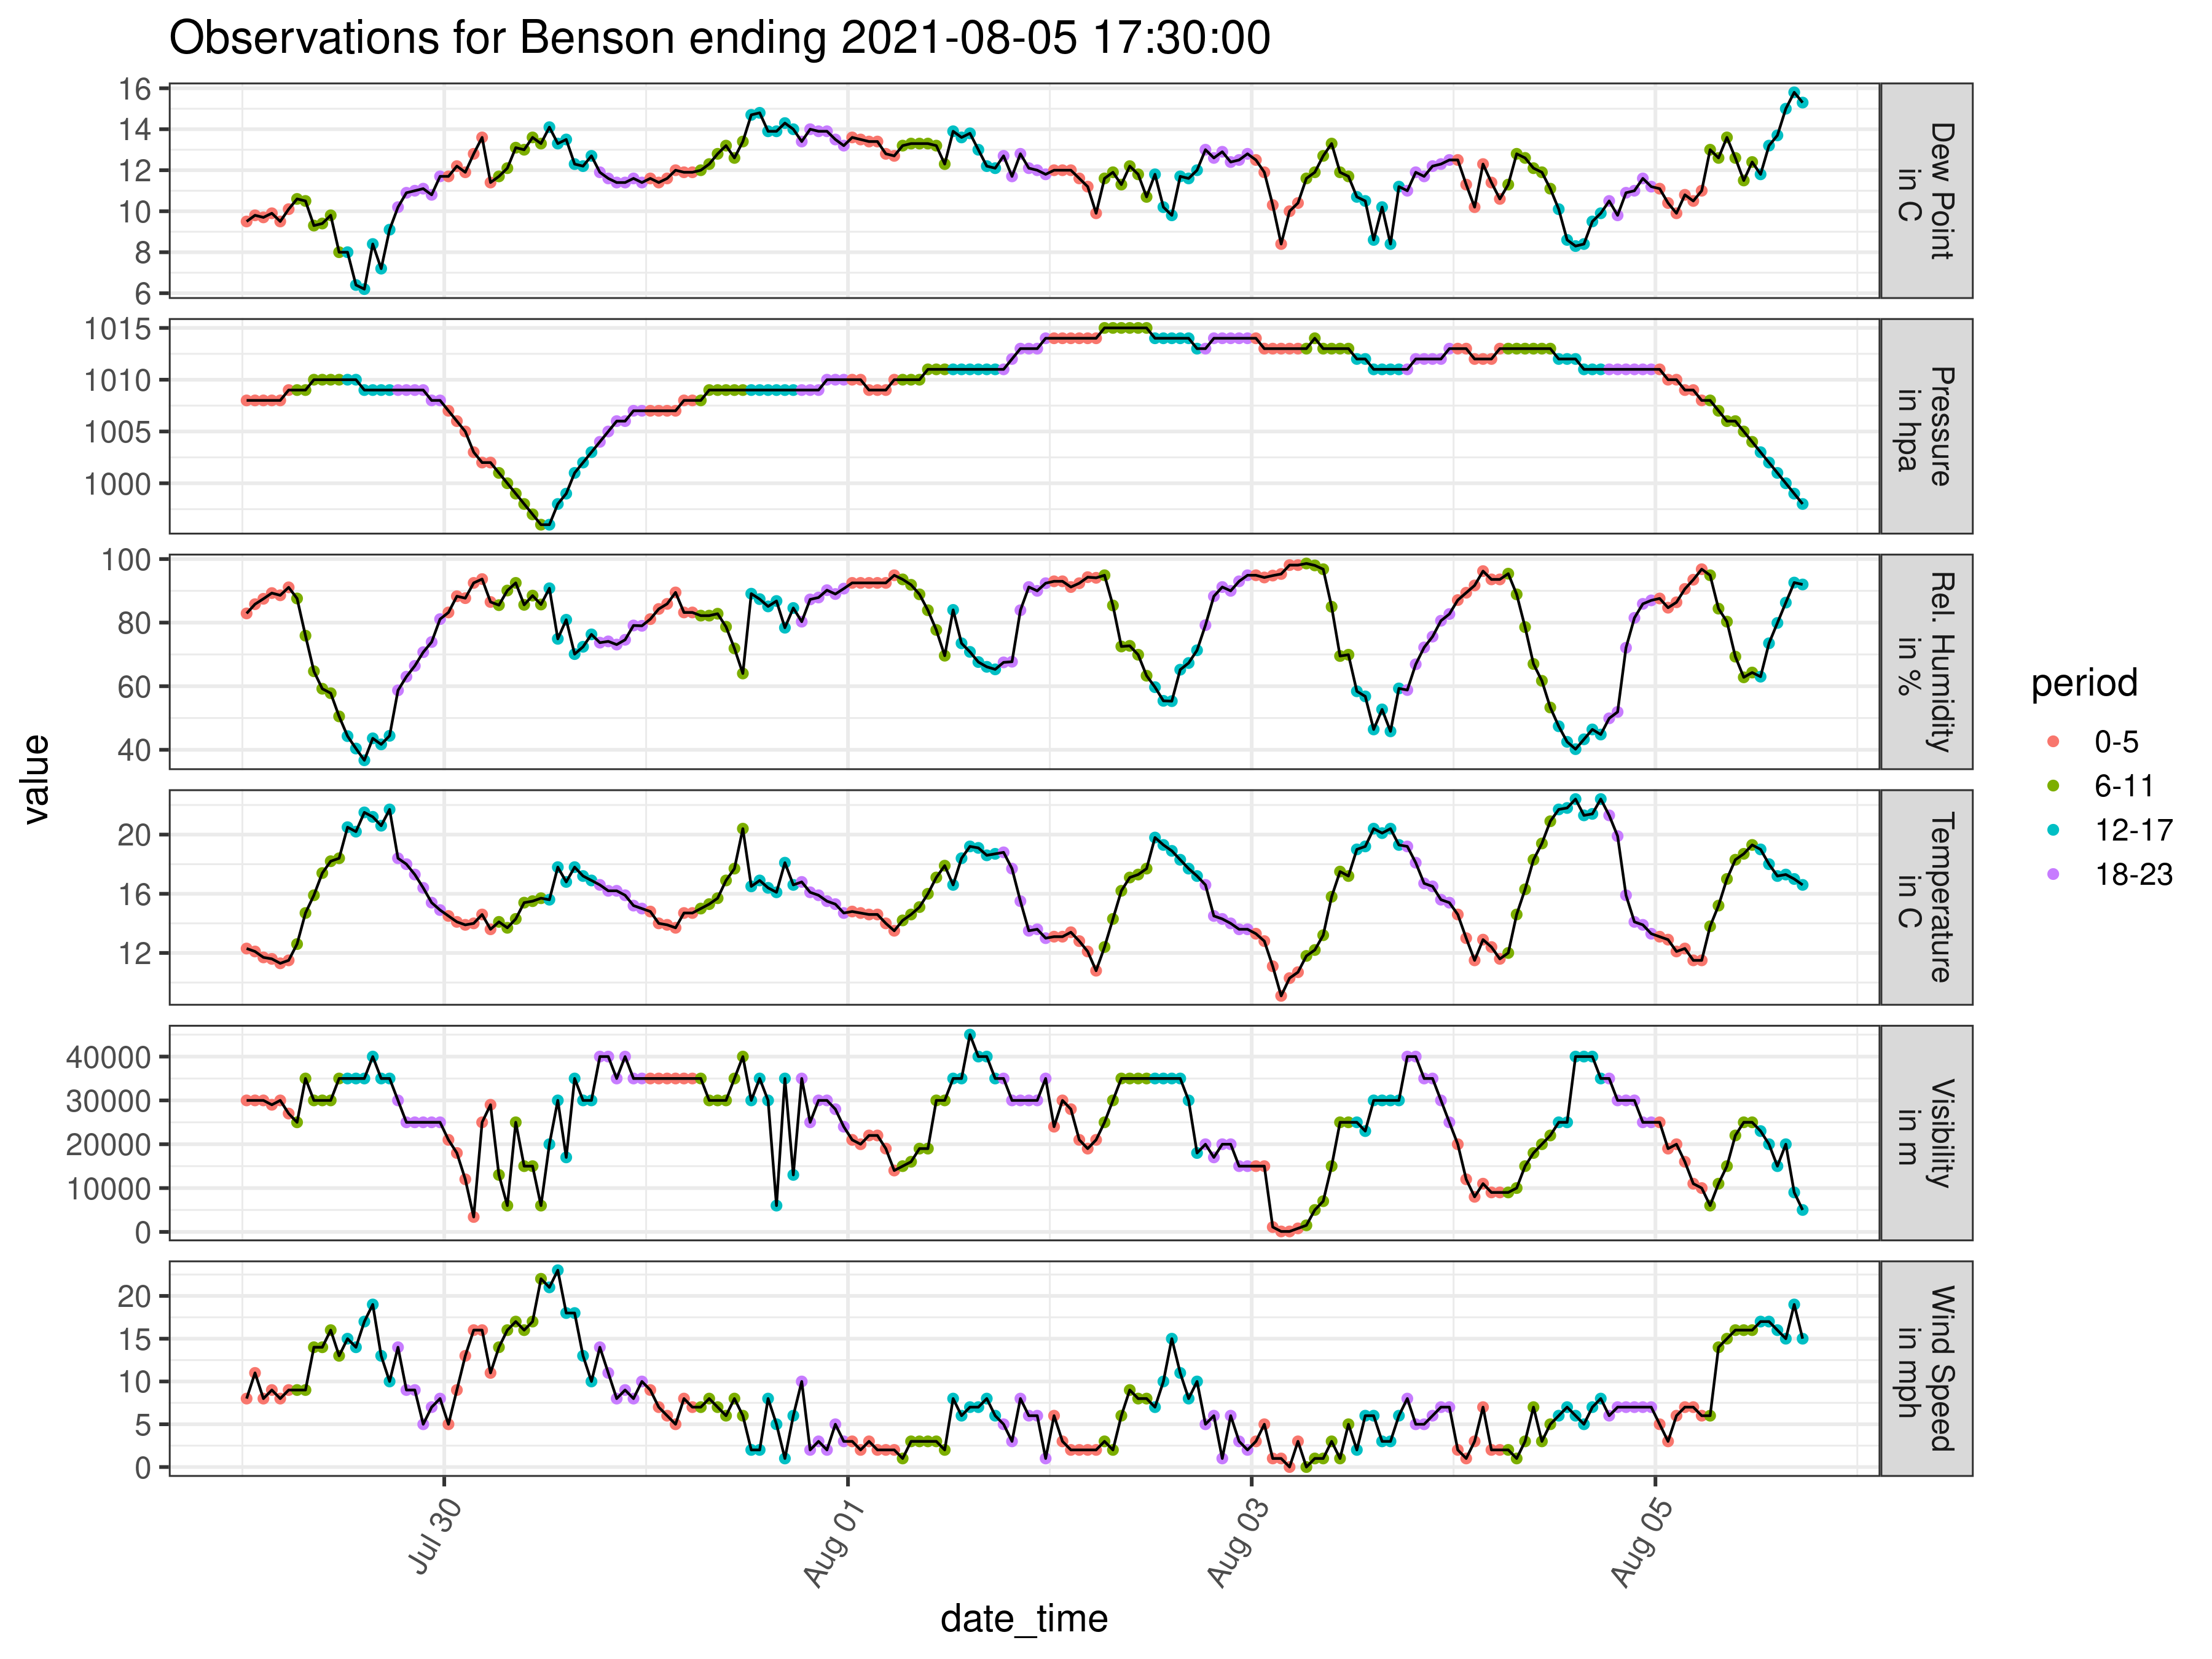 Observations for Benson ending 2021-08-05 17:30:00
value
16
14
12
10
8
6
Dew Point
in C
1015
1010
1005
1000
Pressure
in hpa
100
80
60
40
Rel. Humidity
in %
20
16
12
Temperature
in C
40000
30000
20000
10000
0
Visibility
in m
20
15
10
5
0
Wind Speed
in mph
Jul 30
Aug 01
Aug 03
Aug 05
date_time
period
0-5
6-11
12-17
18-23